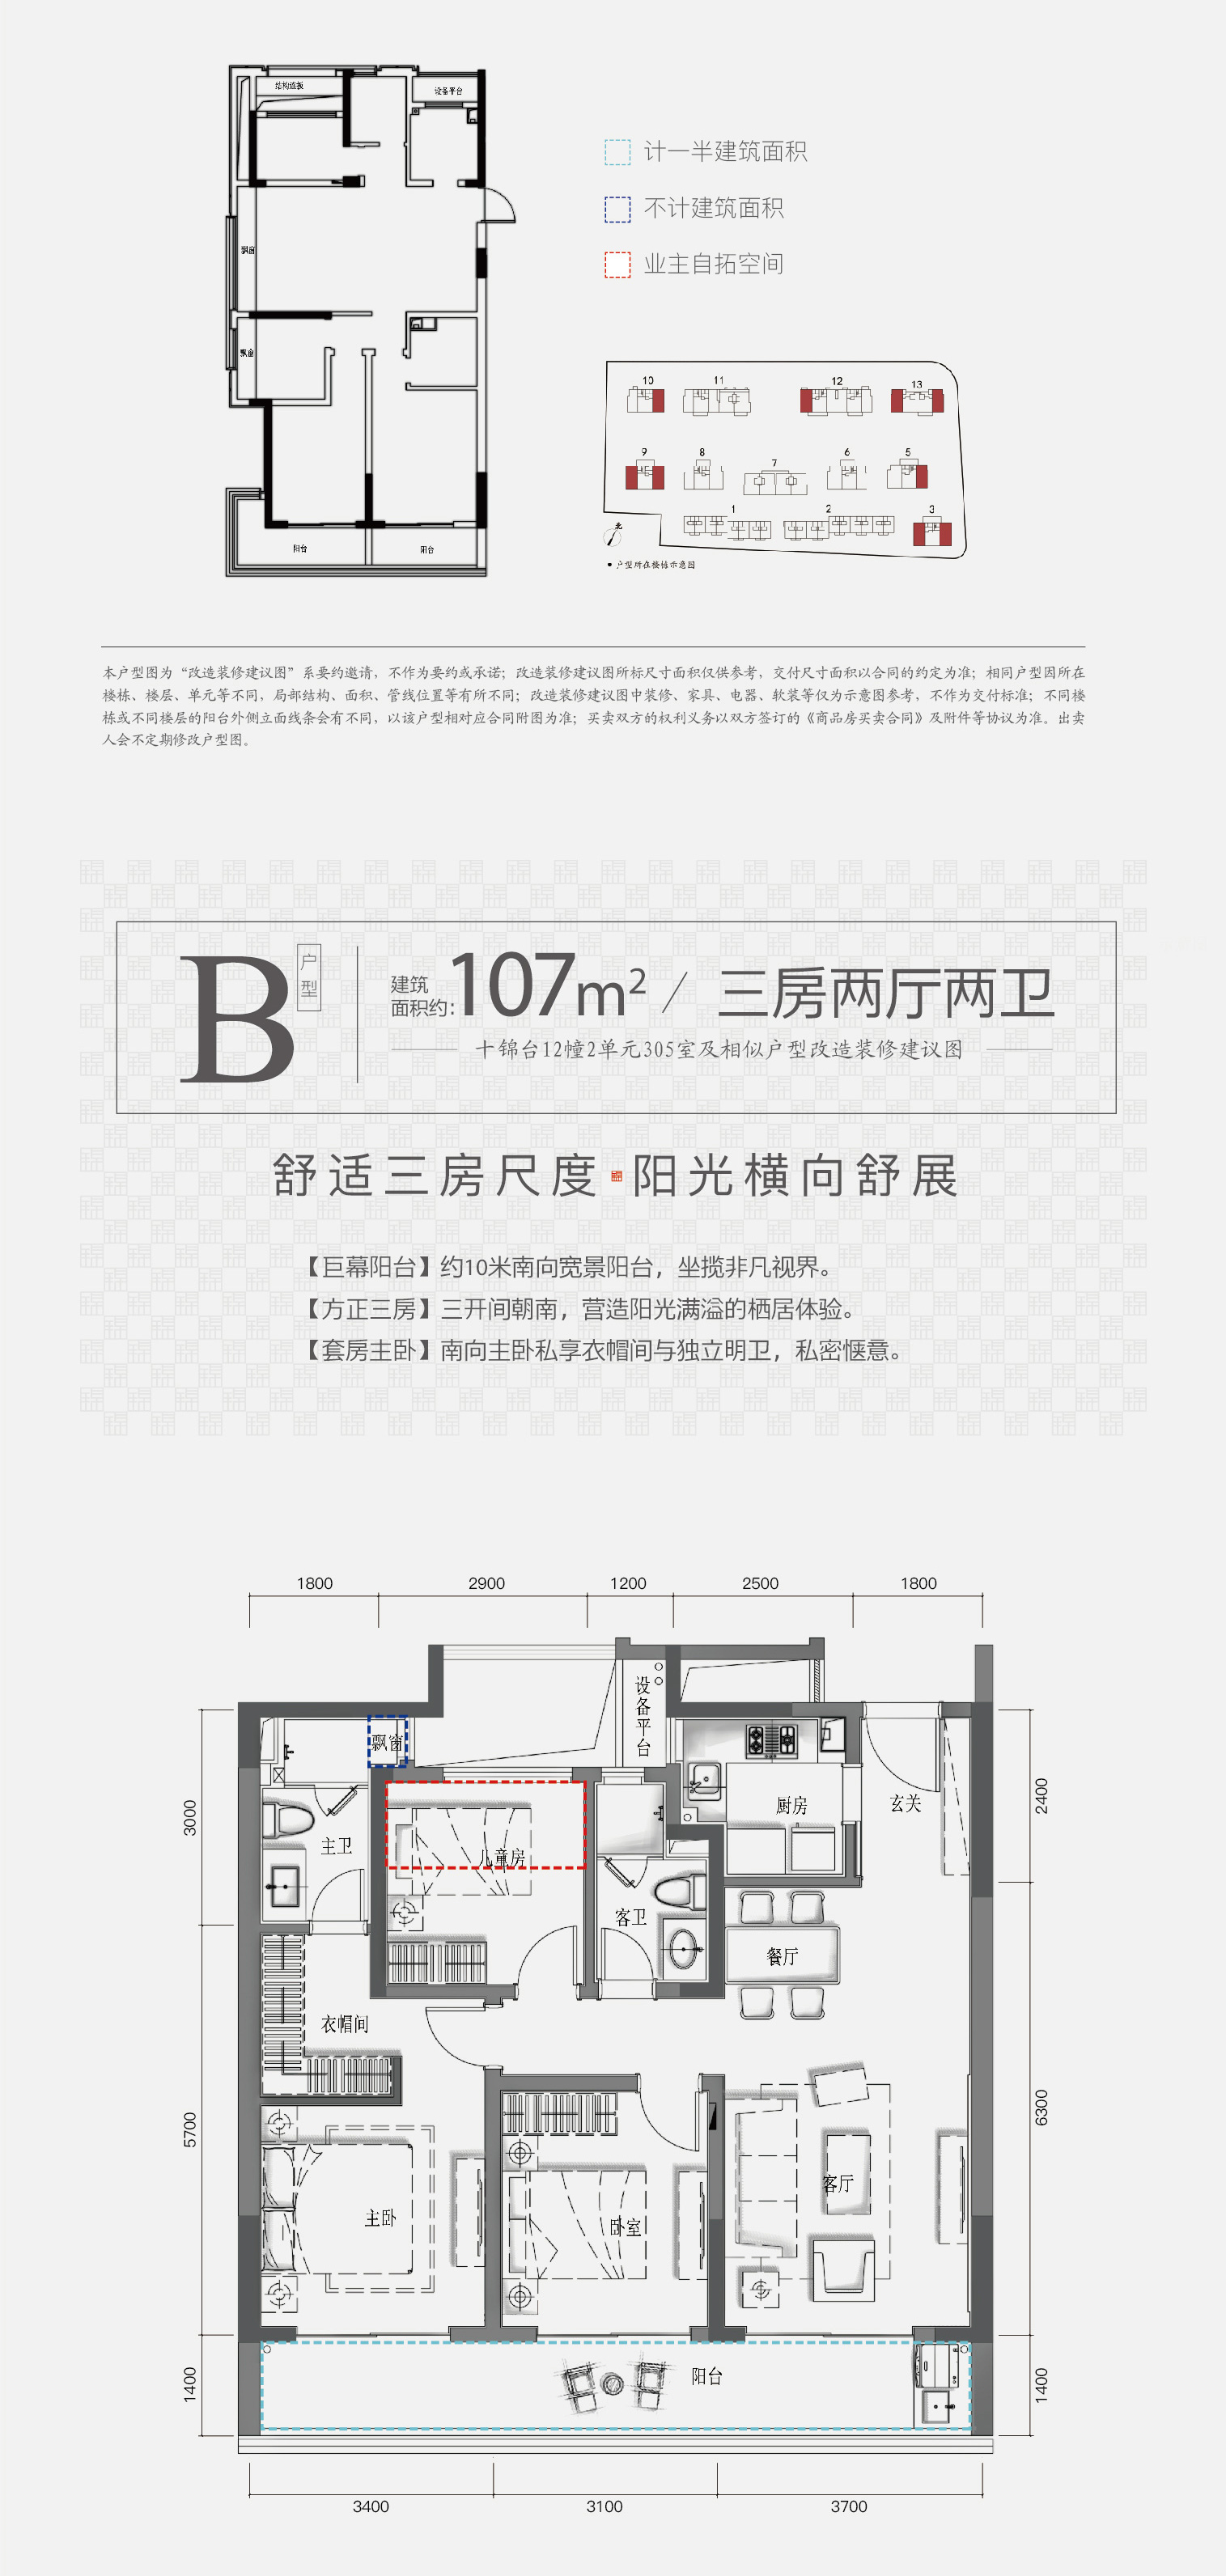 结构连板
设备平台
飘窗
飘窗
阳台
阳台
计一半建筑面积
不计建筑面积
业主自拓空间
10
11
12
13
9
8
7
6
5
1
2
3
北
• 户型所在楼栋示意图
本户型图为“改造装修建议图”系要约邀请，不作为要约或承诺；改造装修建议图所标尺寸面积仅供参考，交付尺寸面积以合同的约定为准；相同户型因所在
楼栋、楼层、单元等不同，局部结构、面积、管线位置等有所不同；改造装修建议图中装修、家具、电器、软装等仅为示意图参考，不作为交付标准；不同楼
栋或不同楼层的阳台外侧立面线条会有不同，以该户型相对应合同附图为准；买卖双方的权利义务以双方签订的《商品房买卖合同》及附件等协议为准。出卖
人会不定期修改户型图。
B户型
建筑面积约：107m² / 三房两厅两卫
十锦台12幢2单元305室及相似户型改造装修建议图
舒适三房尺度 阳光横向舒展
【巨幕阳台】约10米南向宽景阳台，坐揽非凡视界。
【方正三房】三开间朝南，营造阳光满溢的栖居体验。
【套房主卧】南向主卧私享衣帽间与独立明卫，私密惬意。
1800
2900
1200
2500
1800
设备平台
飘窗
3000
2400
厨房
玄关
主卫
儿童房
客卫
餐厅
衣帽间
5700
6300
客厅
主卧
卧室
阳台
1400
1400
3400
3100
3700